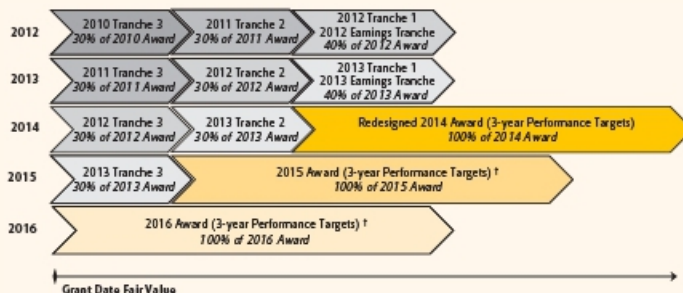 2012
2010 Tranche 3
30% of 2010 Award
2011 Tranche 2
30% of 2011 Award
2012 Tranche 1
2012 Earnings Tranche
40% of 2012 Award
2013
2011 Tranche 3
30% of 2011 Award
2012 Tranche 2
30% of 2012 Award
2013 Tranche 1
2013 Earnings Tranche
40% of 2013 Award
2014
2012 Tranche 3
30% of 2012 Award
2013 Tranche 2
30% of 2013 Award
Redesigned 2014 Award (3-year Performance Targets)
100% of 2014 Award
2015
2013 Tranche 3
30% of 2013 Award
2015 Award (3-year Performance Targets) †
100% of 2015 Award
2016
2016 Award (3-year Performance Targets) †
100% of 2016 Award
Grant Date Fair Value